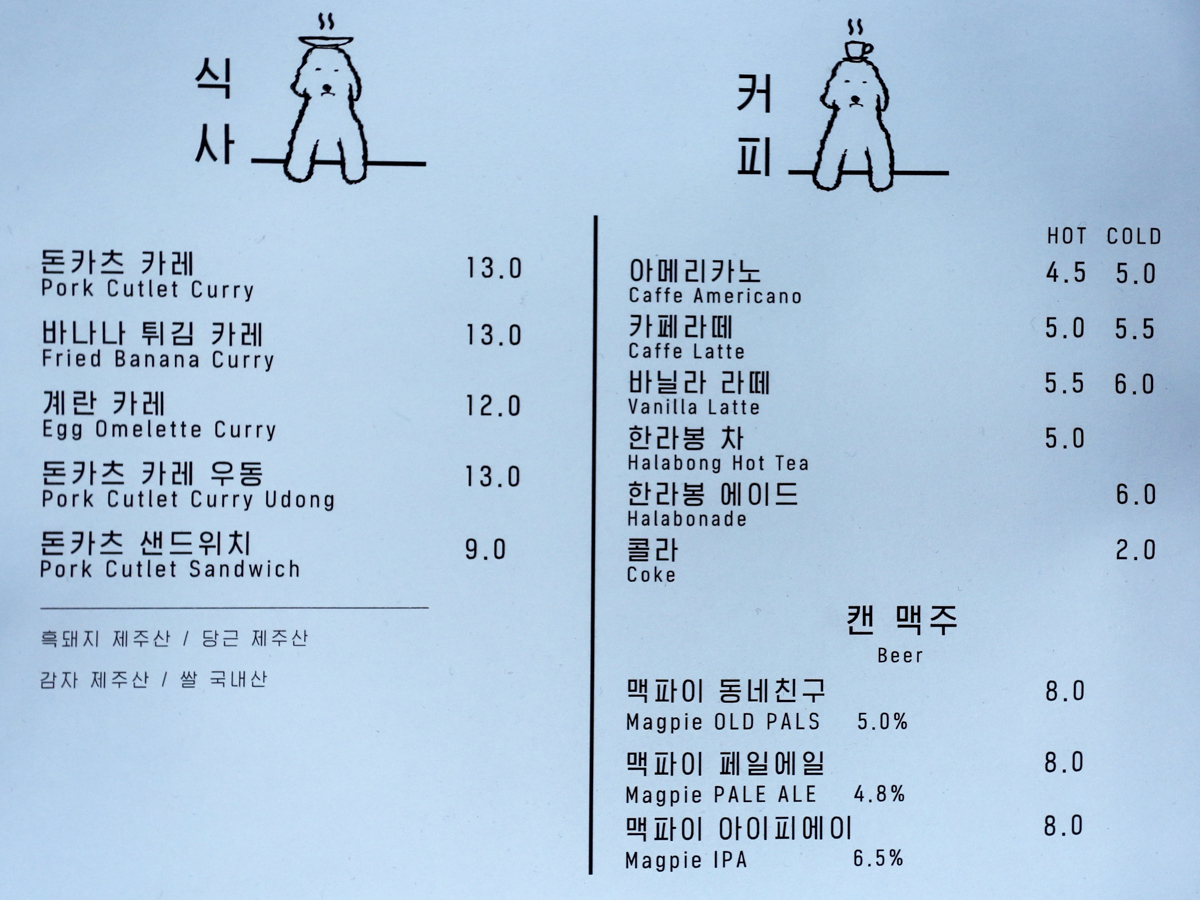 식
사
돈카츠 카레 13.0
Pork Cutlet Curry
바나나 튀김 카레 13.0
Fried Banana Curry
계란 카레 12.0
Egg Omelette Curry
돈카츠 카레 우동 13.0
Pork Cutlet Curry Udong
돈카츠 샌드위치 9.0
Pork Cutlet Sandwich
흑돼지 제주산 / 당근 제주산
감자 제주산 / 쌀 국내산
커
피
HOT COLD
아메리카노 4.5 5.0
Caffe Americano
카페라떼 5.0 5.5
Caffe Latte
바닐라 라떼 5.5 6.0
Vanilla Latte
한라봉 차 5.0
Halabong Hot Tea
한라봉 에이드 6.0
Halabonade
콜라 2.0
Coke
캔 맥주
Beer
맥파이 동네친구 8.0
Magpie OLD PALS 5.0%
맥파이 페일에일 8.0
Magpie PALE ALE 4.8%
맥파이 아이피에이 8.0
Magpie IPA 6.5%